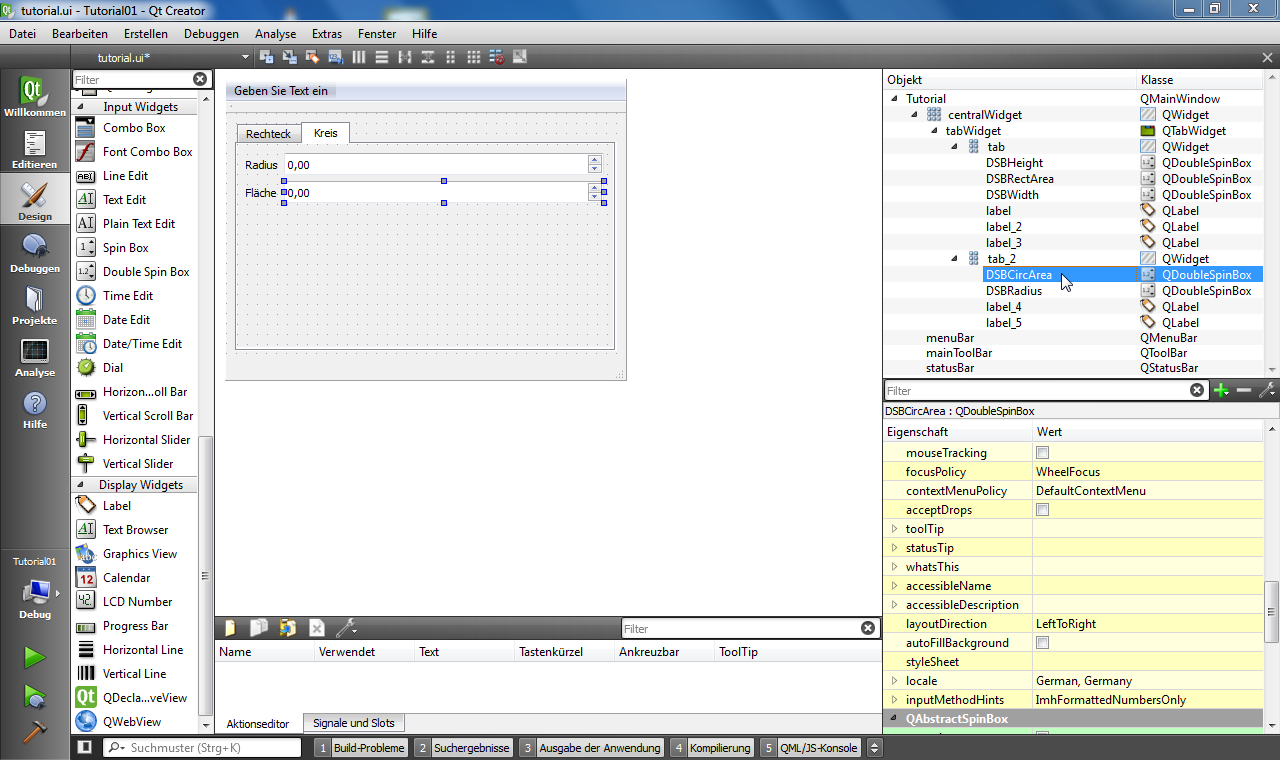 tutorial.ui - Tutorial01 - Qt Creator
Datei Bearbeiten Erstellen Debuggen Analyse Extras Fenster Hilfe
tutorial.ui*
Willkommen
Editieren
Design
Debuggen
Projekte
Analyse
Hilfe
Tutorial01
Debug
Filter
Input Widgets
Combo Box
Font Combo Box
Line Edit
Text Edit
Plain Text Edit
Spin Box
Double Spin Box
Time Edit
Date Edit
Date/Time Edit
Dial
Horizon...oll Bar
Vertical Scroll Bar
Horizontal Slider
Vertical Slider
Display Widgets
Label
Text Browser
Graphics View
Calendar
LCD Number
Progress Bar
Horizontal Line
Vertical Line
QDecla...veView
QWebView
Geben Sie Text ein
Rechteck Kreis
Radius 0,00
Fläche 0,00
Filter
Name Verwendet Text Tastenkürzel Ankreuzbar ToolTip
Aktionseditor Signale und Slots
Objekt Klasse
Tutorial QMainWindow
centralWidget QWidget
tabWidget QTabWidget
tab QWidget
DSBHeight QDoubleSpinBox
DSBRectArea QDoubleSpinBox
DSBWidth QDoubleSpinBox
label QLabel
label_2 QLabel
label_3 QLabel
tab_2 QWidget
DSBCircArea QDoubleSpinBox
DSBRadius QDoubleSpinBox
label_4 QLabel
label_5 QLabel
menuBar QMenuBar
mainToolBar QToolBar
statusBar QStatusBar
Filter
DSBCircArea : QDoubleSpinBox
Eigenschaft Wert
mouseTracking
focusPolicy WheelFocus
contextMenuPolicy DefaultContextMenu
acceptDrops
toolTip
statusTip
whatsThis
accessibleName
accessibleDescription
layoutDirection LeftToRight
autoFillBackground
styleSheet
locale German, Germany
inputMethodHints ImhFormattedNumbersOnly
QAbstractSpinBox
Suchmuster (Strg+K) 1 Build-Probleme 2 Suchergebnisse 3 Ausgabe der Anwendung 4 Kompilierung 5 QML/JS-Konsole